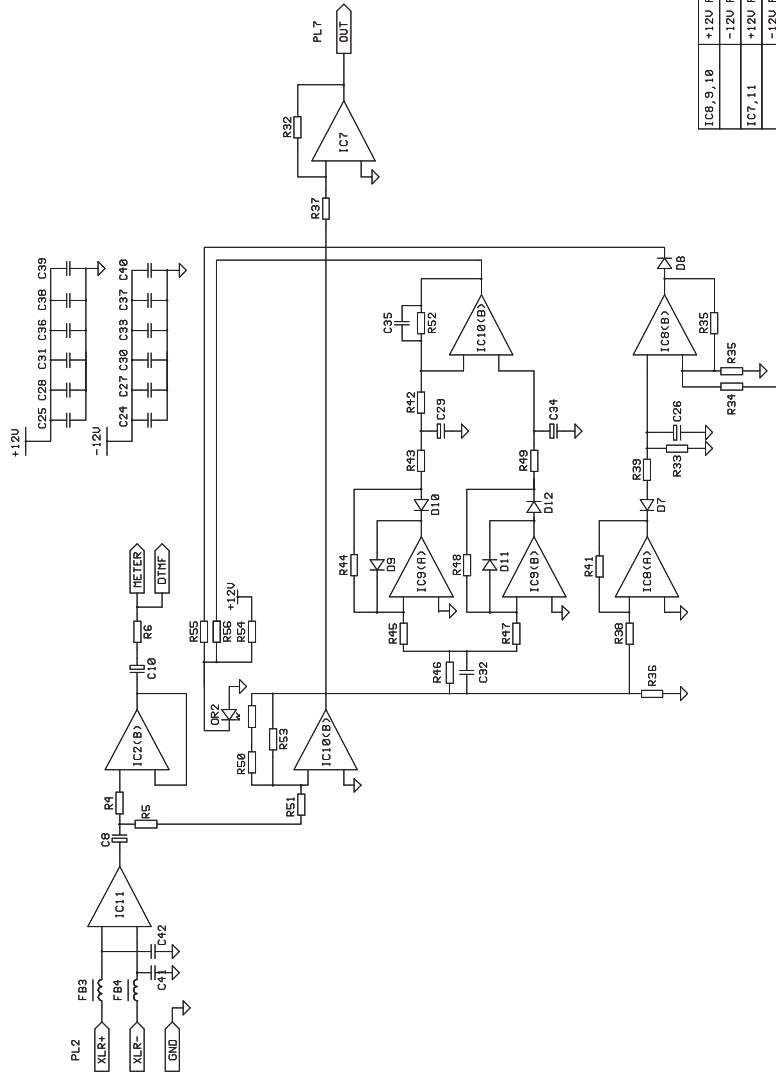 PL7
OUT
R32
IC7
R37
IC8,9,10
+12V P
-12V P
IC7,11
+12V P
-12V P
+12V
C25
C28
C31
C36
C38
C39
-12V
C24
C27
C30
C33
C37
C40
METER
DTMF
R6
C10
IC2(B)
R4
R5
C8
IC11
PL2
FB3
XLR+
FB4
XLR-
GND
C41
C42
R55
R56
R54
+12V
OR2
R50
R53
IC10(B)
R51
C35
R52
IC10(B)
R42
C29
R43
D10
R44
D9
IC9(A)
R45
C34
R49
D12
R48
D11
IC9(B)
R47
R46
C32
D8
IC8(B)
R35
R35
R34
C26
R33
R39
D7
R41
IC8(A)
R38
R36